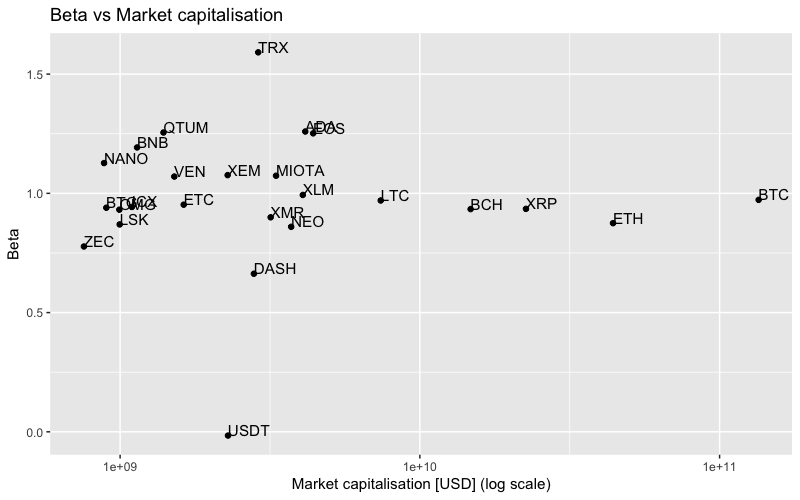 Beta vs Market capitalisation
TRX
1.5
QTUM
ADA
EOS
BNB
NANO
VEN
XEM
MIOTA
1.0
XLM
ETC
LTC
BCH
XRP
BTC
ICX
OMG
LSK
XMR
NEO
ETH
ZEC
DASH
0.5
USDT
0.0
Beta
1e+09
1e+10
1e+11
Market capitalisation [USD] (log scale)